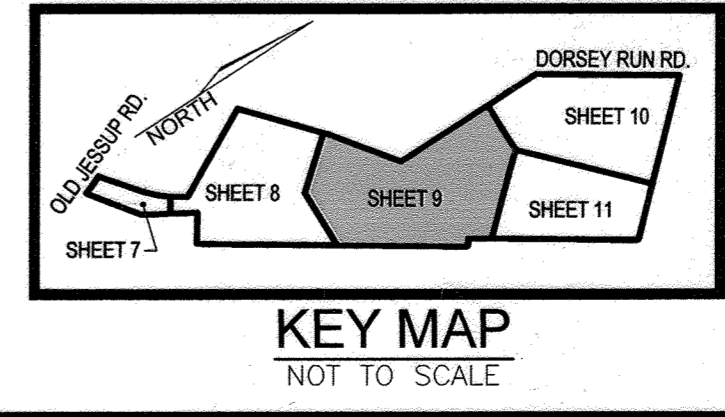 DORSEY RUN RD.
OLD JESSUP RD.
NORTH
SHEET 10
SHEET 8
SHEET 9
SHEET 11
SHEET 7
KEY MAP
NOT TO SCALE